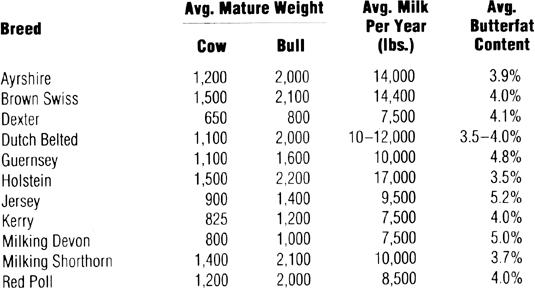 Avg. Mature Weight Avg. Milk Avg.
Breed Per Year Butterfat
Cow Bull (lbs.) Content
Ayrshire 1,200 2,000 14,000 3.9%
Brown Swiss 1,500 2,100 14,400 4.0%
Dexter 650 800 7,500 4.1%
Dutch Belted 1,100 2,000 10–12,000 3.5–4.0%
Guernsey 1,100 1,600 10,000 4.8%
Holstein 1,500 2,200 17,000 3.5%
Jersey 900 1,400 9,500 5.2%
Kerry 825 1,200 7,500 4.0%
Milking Devon 800 1,000 7,500 5.0%
Milking Shorthorn 1,400 2,100 10,000 3.7%
Red Poll 1,200 2,000 8,500 4.0%